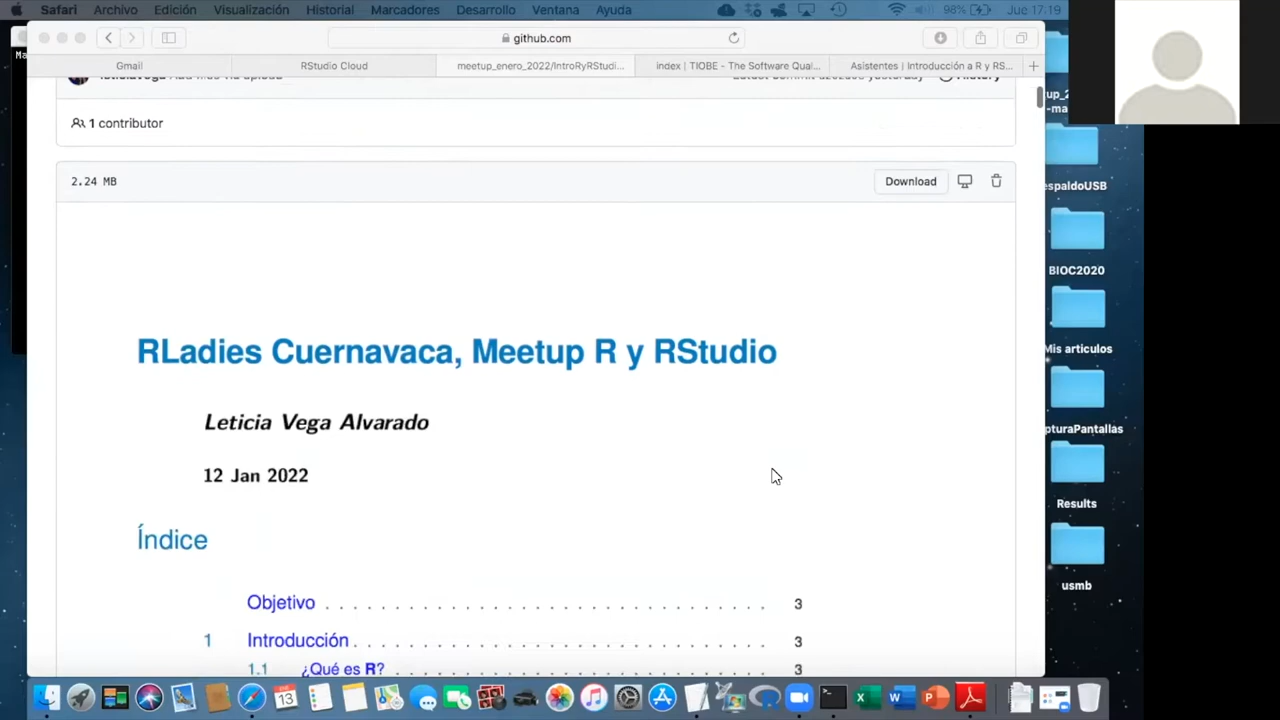 Safari Archivo Edición Visualización Historial Marcadores Desarrollo Ventana Ayuda 98% Jue 17:19
github.com
Gmail RStudio Cloud meetup_enero_2022/IntroRyRStudi... index | TIOBE - The Software Qual... Asistentes | Introducción a R y RS...
History
1 contributor
2.24 MB Download
RLadies Cuernavaca, Meetup R y RStudio
Leticia Vega Alvarado
12 Jan 2022
Índice
Objetivo 3
1 Introducción 3
1.1 ¿Qué es R? 3
espaldoUSB
BIOC2020
Mis articulos
pturaPantallas
Results
usmb
13